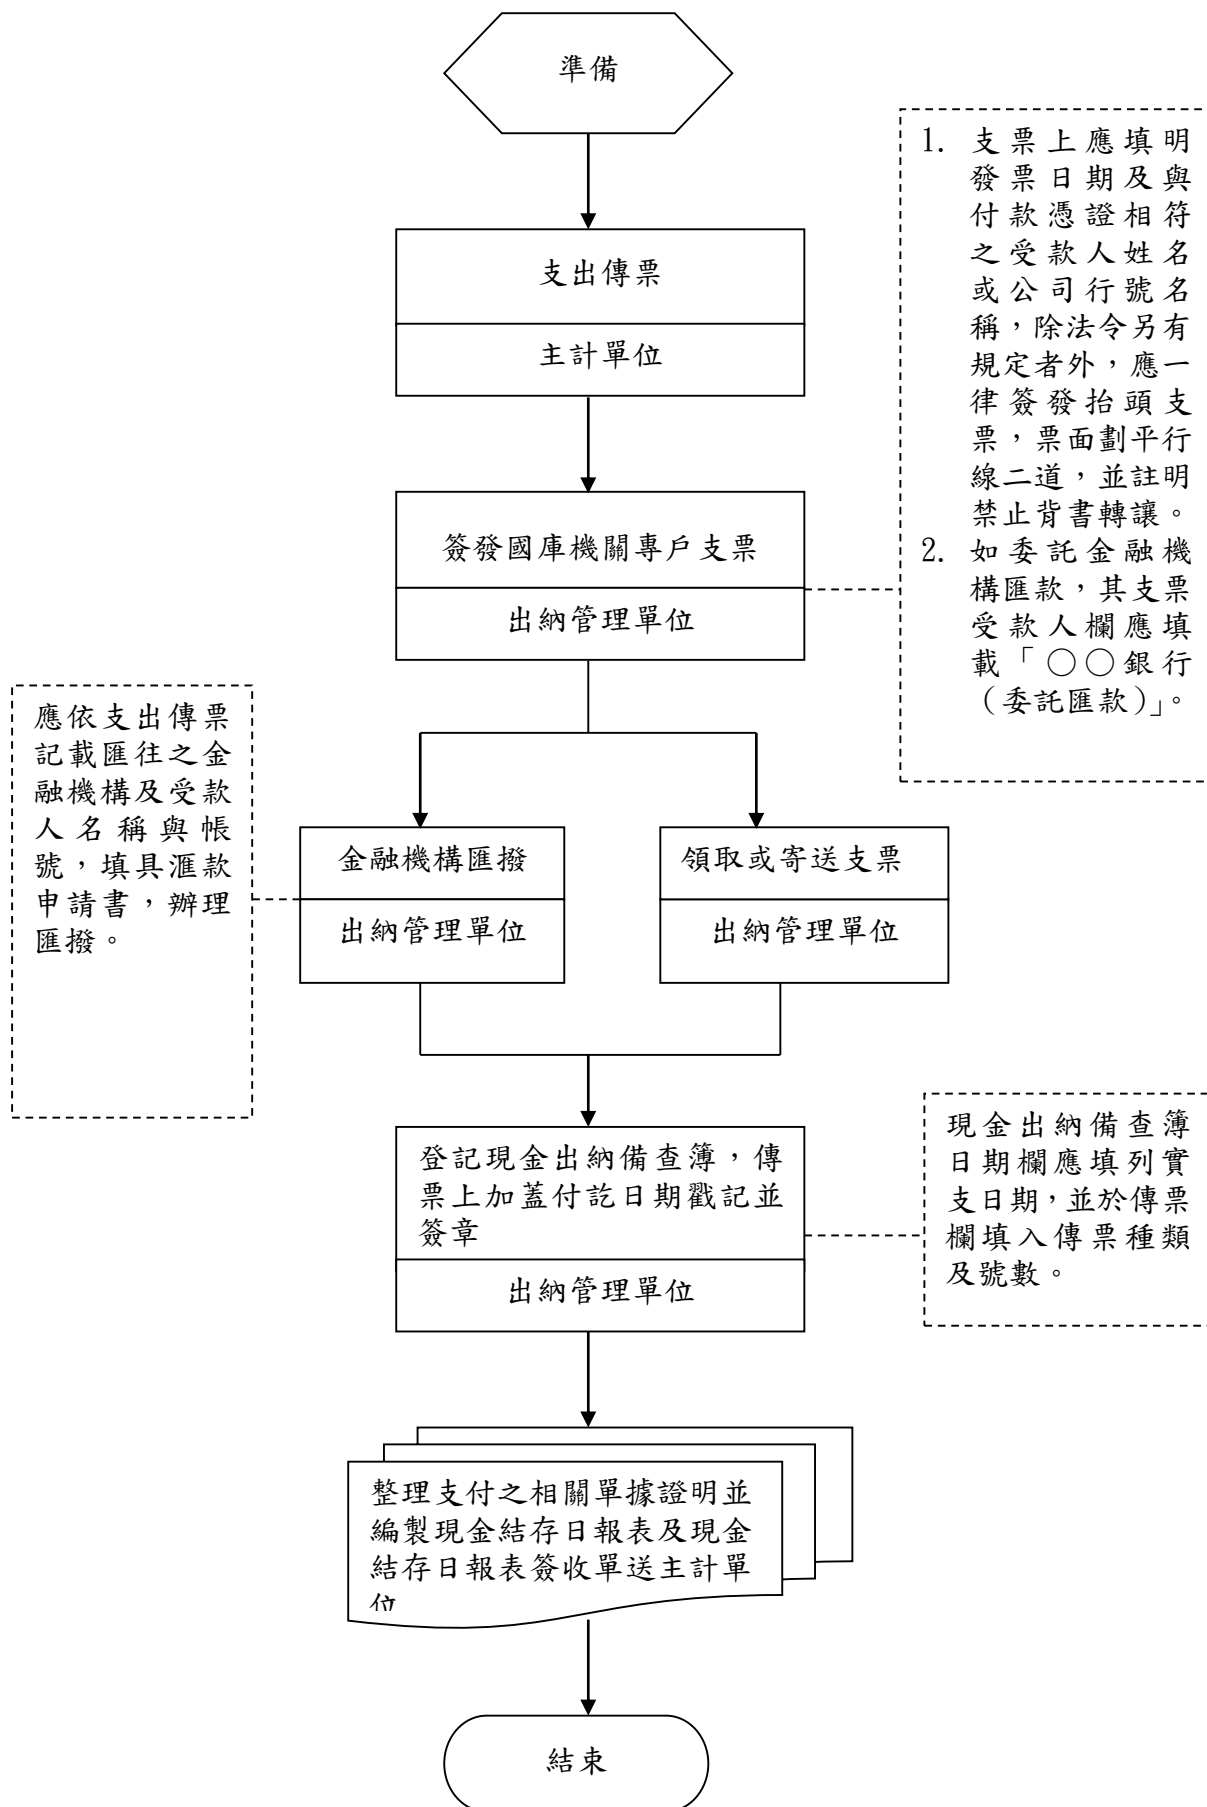 準備
支出傳票
主計單位
1. 支票上應填明
發票日期及與
付款憑證相符
之受款人姓名
或公司行號名
稱，除法令另有
規定者外，應一
律簽發抬頭支
票，票面劃平行
線二道，並註明
禁止背書轉讓。
2. 如委託金融機
構匯款，其支票
受款人欄應填
載「○○銀行
（委託匯款）」。
簽發國庫機關專戶支票
出納管理單位
應依支出傳票
記載匯往之金
融機構及受款
人名稱與帳
號，填具滙款
申請書，辦理
匯撥。
金融機構匯撥
出納管理單位
領取或寄送支票
出納管理單位
登記現金出納備查簿，傳
票上加蓋付訖日期戳記並
簽章
出納管理單位
現金出納備查簿
日期欄應填列實
支日期，並於傳票
欄填入傳票種類
及號數。
整理支付之相關單據證明並
編製現金結存日報表及現金
結存日報表簽收單送主計單
位
結束